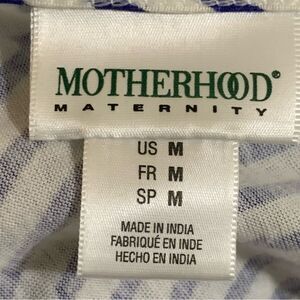 MOTHERHOOD®
MATERNITY
US M
FR M
SP M
MADE IN INDIA
FABRIQUÉ EN INDE
HECHO EN INDIA